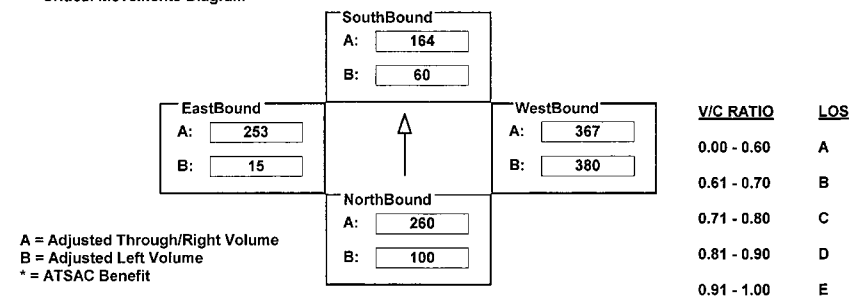 Critical Movements Diagram
SouthBound
A: 164
B: 60
EastBound
A: 253
B: 15
WestBound
A: 367
B: 380
NorthBound
A: 260
B: 100
A = Adjusted Through/Right Volume
B = Adjusted Left Volume
* = ATSAC Benefit
V/C RATIO LOS
0.00 - 0.60 A
0.61 - 0.70 B
0.71 - 0.80 C
0.81 - 0.90 D
0.91 - 1.00 E